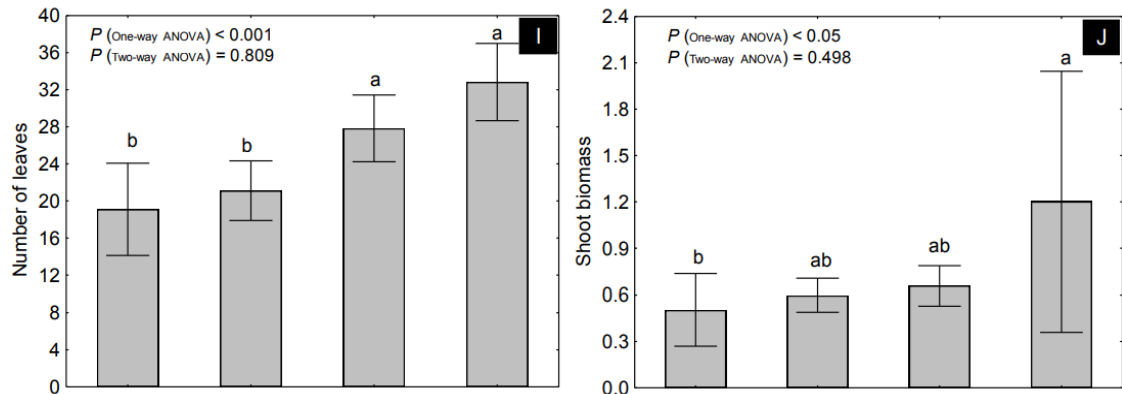 40
36
32
28
24
20
16
12
8
4
0
Number of leaves
P (One-way ANOVA) < 0.001
P (Two-way ANOVA) = 0.809
I
b
b
a
a
2.4
2.1
1.8
1.5
1.2
0.9
0.6
0.3
0.0
Shoot biomass
P (One-way ANOVA) < 0.05
P (Two-way ANOVA) = 0.498
J
b
ab
ab
a